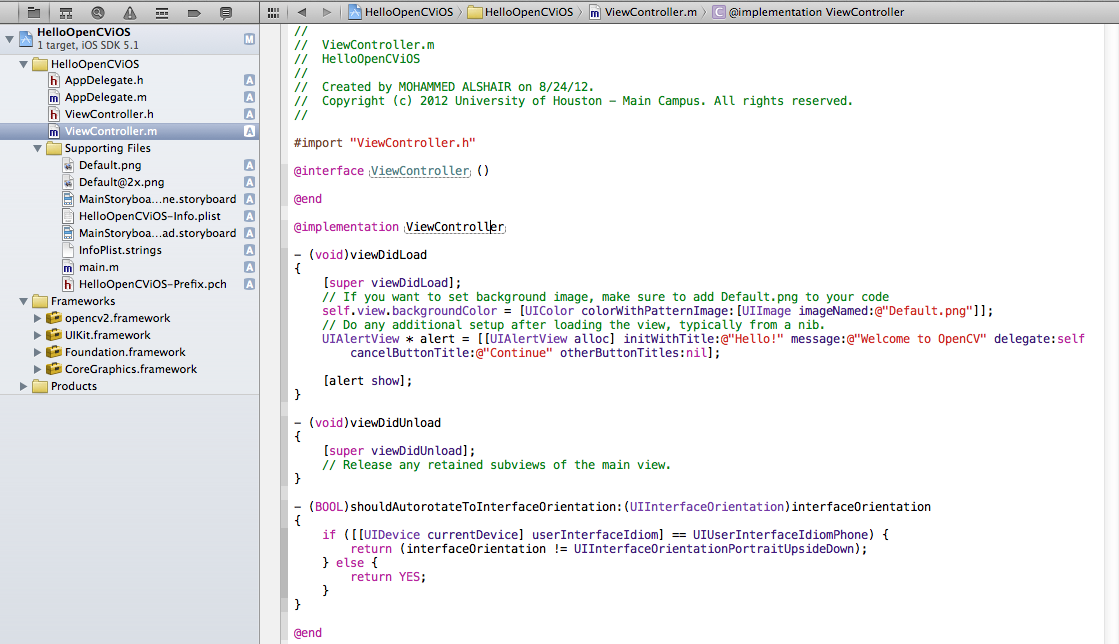 HelloOpenCViOS
HelloOpenCViOS
ViewController.m
C @implementation ViewController
HelloOpenCViOS M
1 target, iOS SDK 5.1
HelloOpenCViOS
h AppDelegate.h A
m AppDelegate.m A
h ViewController.h A
m ViewController.m A
Supporting Files
Default.png A
Default@2x.png A
MainStoryboa...ne.storyboard A
HelloOpenCViOS-Info.plist A
MainStoryboa...ad.storyboard A
InfoPlist.strings A
m main.m A
h HelloOpenCViOS-Prefix.pch A
Frameworks
opencv2.framework
UIKit.framework
Foundation.framework
CoreGraphics.framework
Products
//
//  ViewController.m
//  HelloOpenCViOS
//
//  Created by MOHAMMED ALSHAIR on 8/24/12.
//  Copyright (c) 2012 University of Houston - Main Campus. All rights reserved.
//
#import "ViewController.h"
@interface ViewController ()
@end
@implementation ViewController
- (void)viewDidLoad
{
    [super viewDidLoad];
    // If you want to set background image, make sure to add Default.png to your code
    self.view.backgroundColor = [UIColor colorWithPatternImage:[UIImage imageNamed:@"Default.png"]];
    // Do any additional setup after loading the view, typically from a nib.
    UIAlertView * alert = [[UIAlertView alloc] initWithTitle:@"Hello!" message:@"Welcome to OpenCV" delegate:self
        cancelButtonTitle:@"Continue" otherButtonTitles:nil];
    [alert show];
}
- (void)viewDidUnload
{
    [super viewDidUnload];
    // Release any retained subviews of the main view.
}
- (BOOL)shouldAutorotateToInterfaceOrientation:(UIInterfaceOrientation)interfaceOrientation
{
    if ([[UIDevice currentDevice] userInterfaceIdiom] == UIUserInterfaceIdiomPhone) {
        return (interfaceOrientation != UIInterfaceOrientationPortraitUpsideDown);
    } else {
        return YES;
    }
}
@end